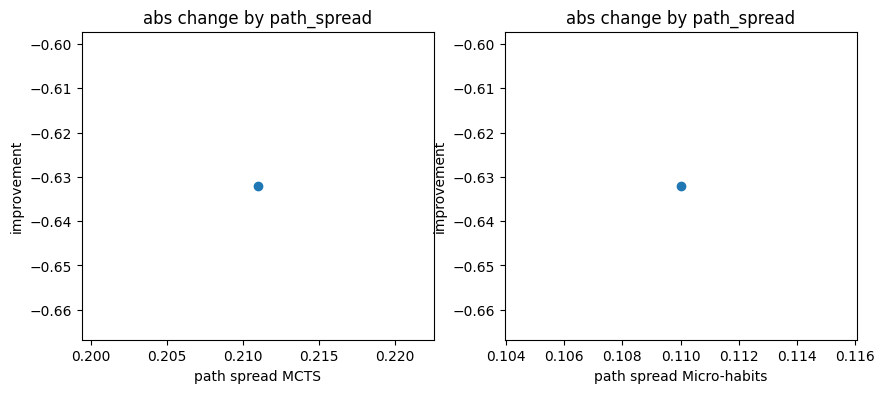 abs change by path_spread
improvement
−0.60
−0.61
−0.62
−0.63
−0.64
−0.65
−0.66
0.200 0.205 0.210 0.215 0.220
path spread MCTS
abs change by path_spread
improvement
−0.60
−0.61
−0.62
−0.63
−0.64
−0.65
−0.66
0.104 0.106 0.108 0.110 0.112 0.114 0.116
path spread Micro-habits